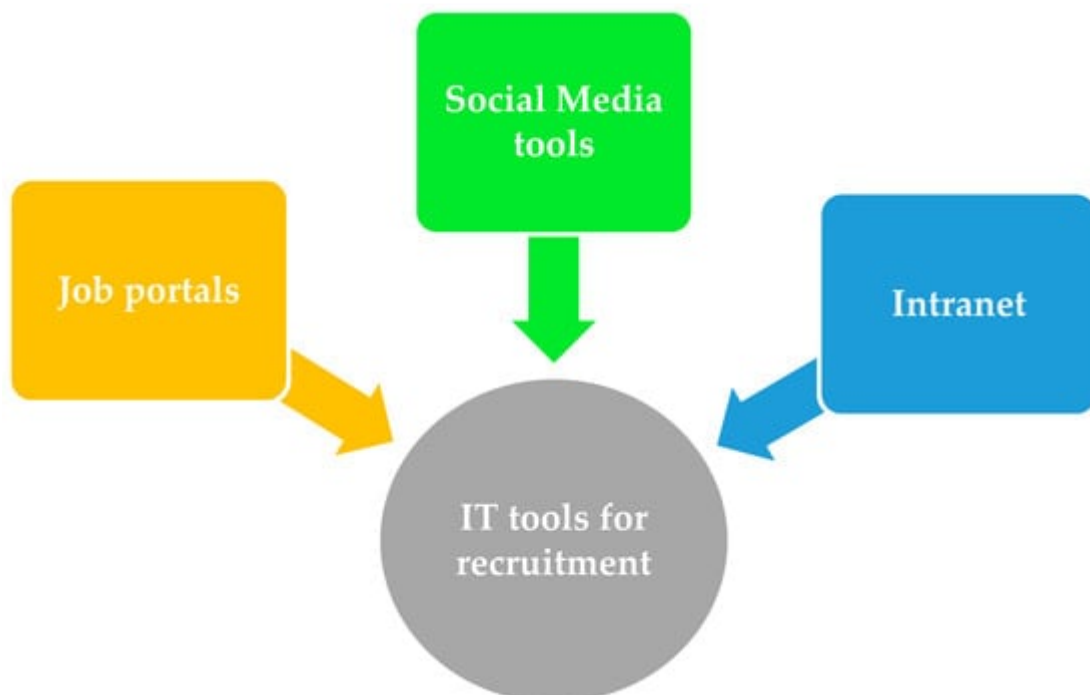 Social Media
tools
Job portals
Intranet
IT tools for
recruitment